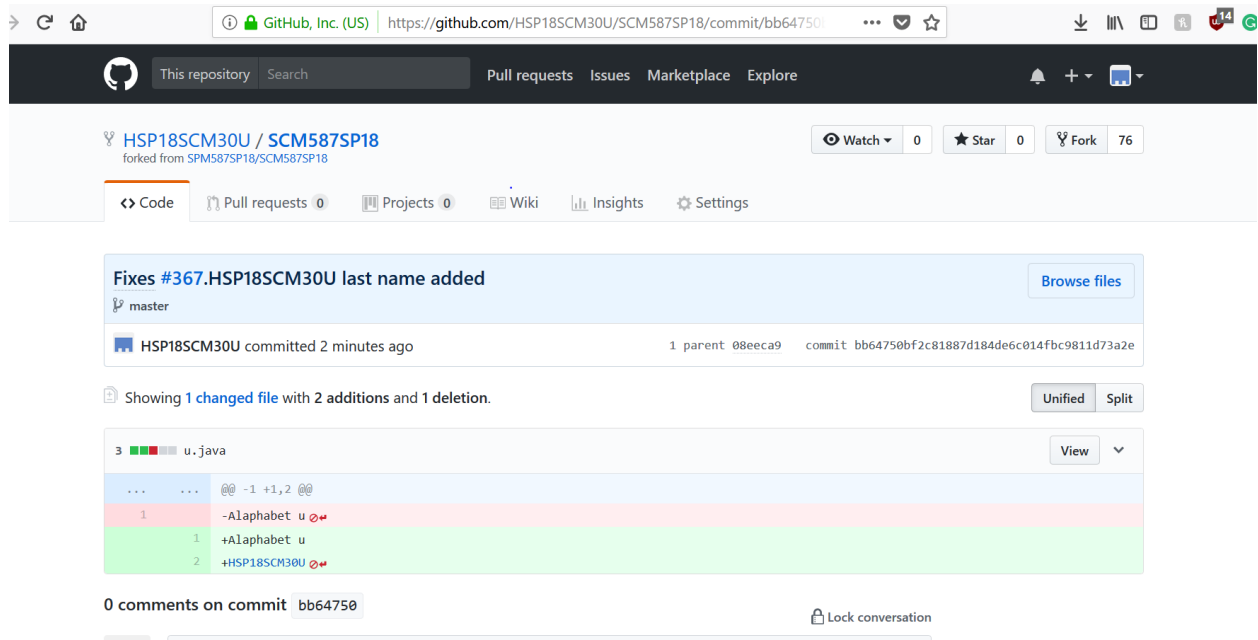 GitHub, Inc. (US) https://github.com/HSP18SCM30U/SCM587SP18/commit/bb64750
14
This repository Search Pull requests Issues Marketplace Explore
HSP18SCM30U / SCM587SP18 Watch 0 Star 0 Fork 76
forked from SPM587SP18/SCM587SP18
Code Pull requests 0 Projects 0 Wiki Insights Settings
Fixes #367.HSP18SCM30U last name added Browse files
master
HSP18SCM30U committed 2 minutes ago 1 parent 08eeca9 commit bb64750bf2c81887d184de6c014fbc9811d73a2e
Showing 1 changed file with 2 additions and 1 deletion. Unified Split
3 u.java View
... ... @@ -1 +1,2 @@
1 -Alaphabet u
1 +Alaphabet u
2 +HSP18SCM30U
0 comments on commit bb64750 Lock conversation